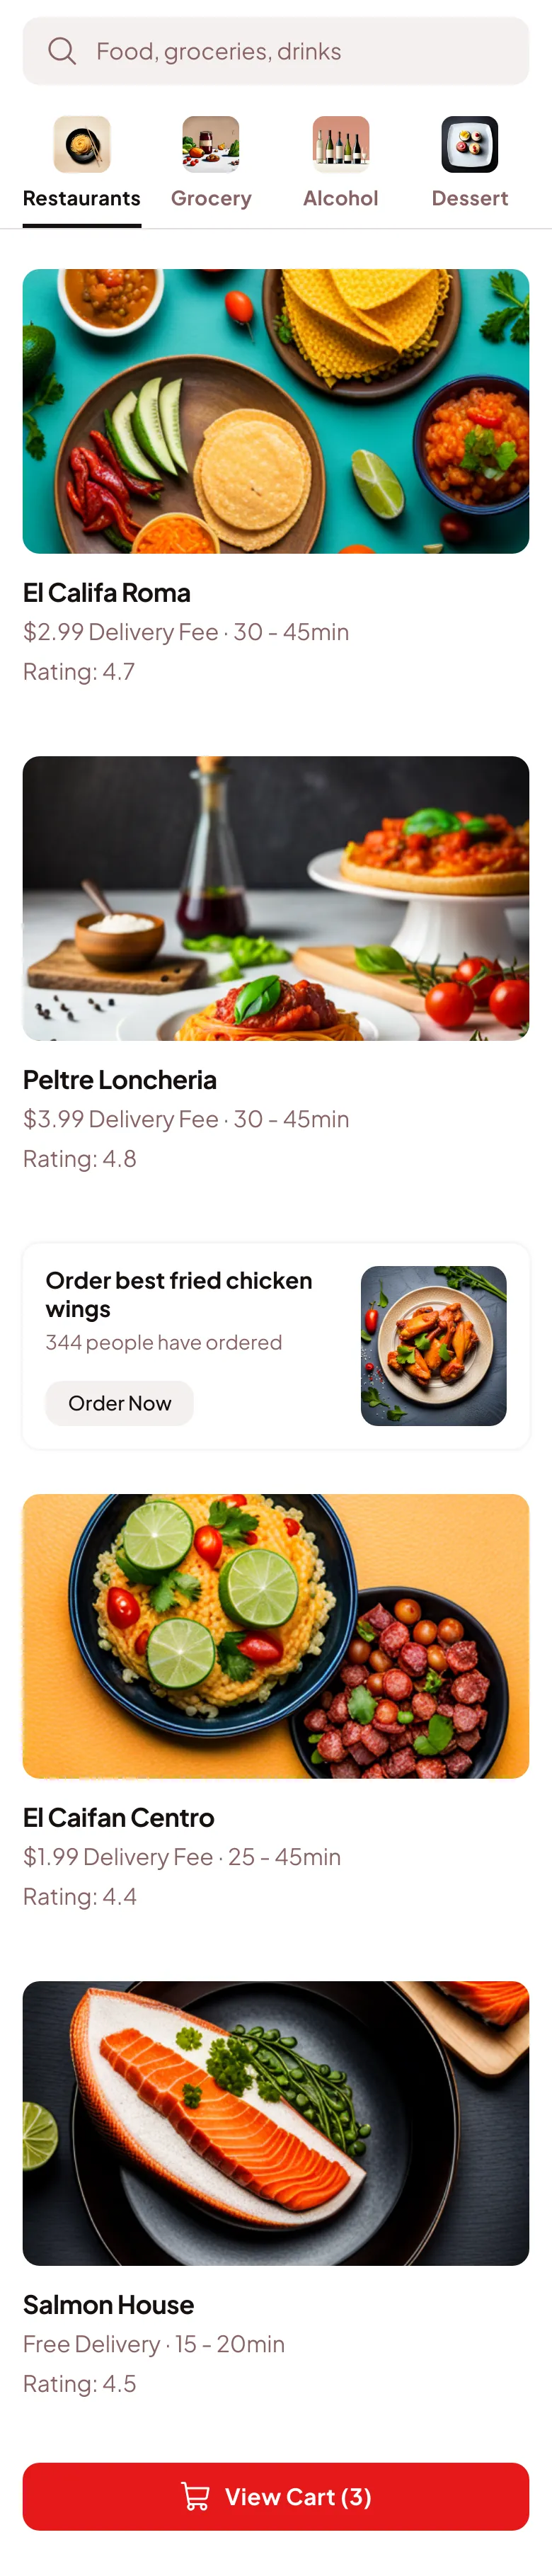 Food, groceries, drinks
Restaurants
Grocery
Alcohol
Dessert
El Califa Roma
$2.99 Delivery Fee · 30 - 45min
Rating: 4.7
Peltre Loncheria
$3.99 Delivery Fee · 30 - 45min
Rating: 4.8
Order best fried chicken
wings
344 people have ordered
Order Now
El Caifan Centro
$1.99 Delivery Fee · 25 - 45min
Rating: 4.4
Salmon House
Free Delivery · 15 - 20min
Rating: 4.5
View Cart (3)